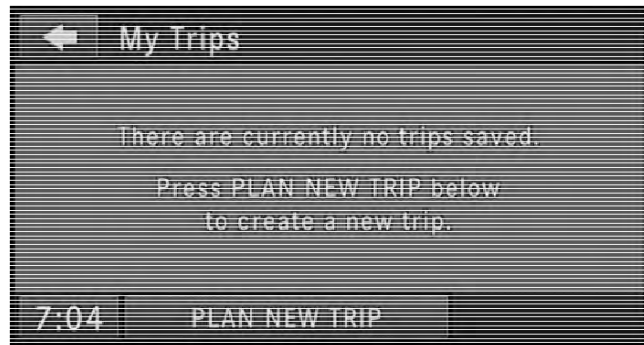 My Trips
There are currently no trips saved.
Press PLAN NEW TRIP below
to create a new trip.
7:04 PLAN NEW TRIP